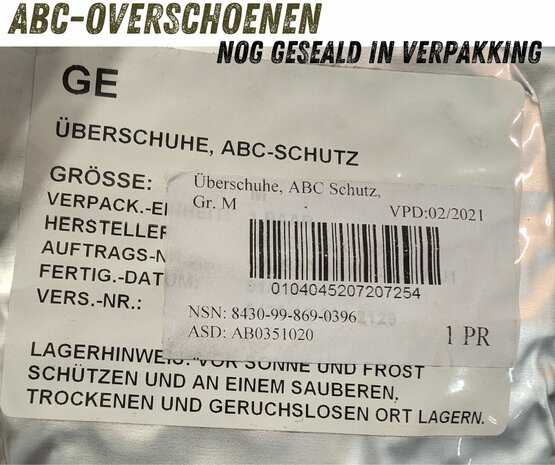 ABC-OVERSCHOENEN
NOG GESEALD IN VERPAKKING
GE
ÜBERSCHUHE, ABC-SCHUTZ
GRÖSSE:
VERPACK.-EI
HERSTELLER
AUFTRAGS-N
FERTIG.-DATUM:
VERS.-NR.:
Überschuhe, ABC Schutz,
Gr. M
VPD:02/2021
0104045207207254
NSN: 8430-99-869-0396
ASD: AB0351020
1 PR
LAGERHINWEIS: VOR SONNE UND FROST
SCHÜTZEN UND AN EINEM SAUBEREN,
TROCKENEN UND GERUCHSLOSEN ORT LAGERN.